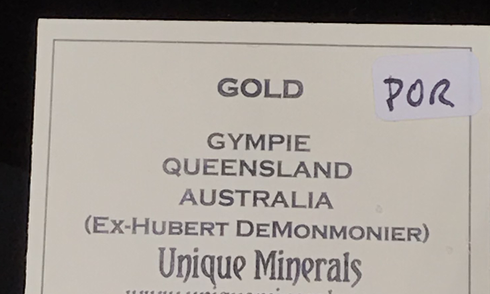 GOLD
POR
GYMPIE
QUEENSLAND
AUSTRALIA
(EX-HUBERT DEMONMONIER)
Unique Minerals